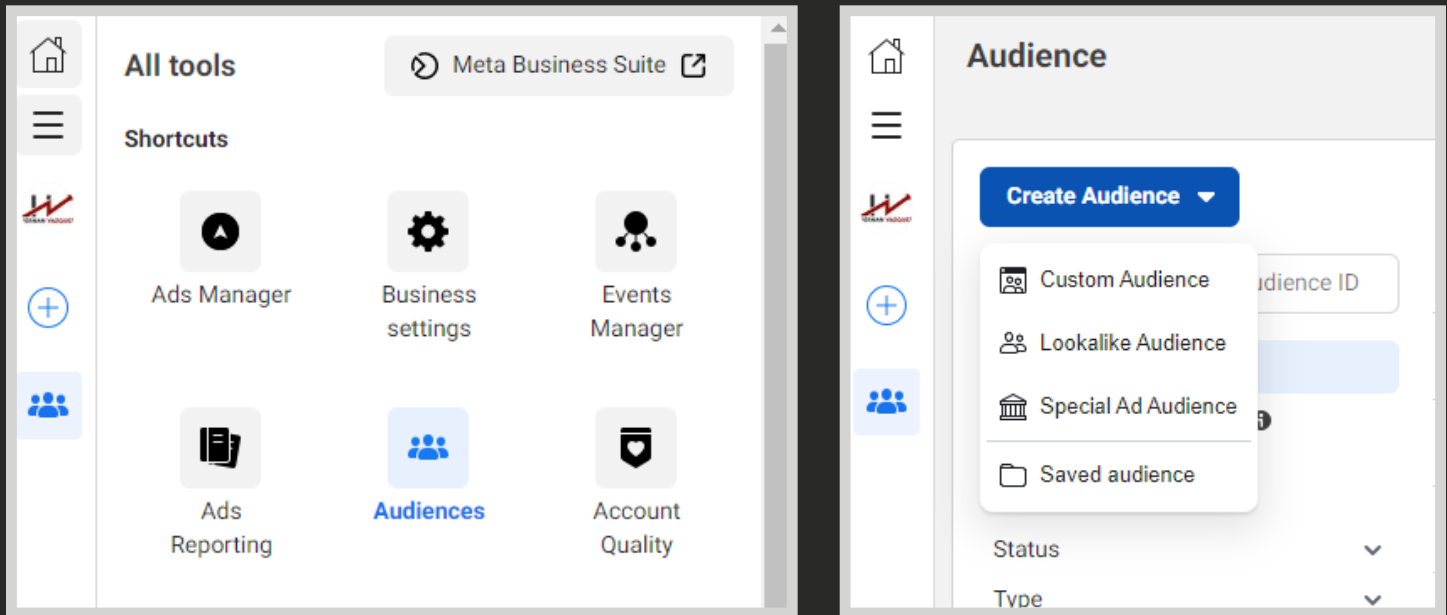 All tools
Meta Business Suite
Shortcuts
Ads Manager
Business
settings
Events
Manager
Ads
Reporting
Audiences
Account
Quality
Audience
Create Audience
Custom Audience
udience ID
Lookalike Audience
Special Ad Audience
Saved audience
Status
Type